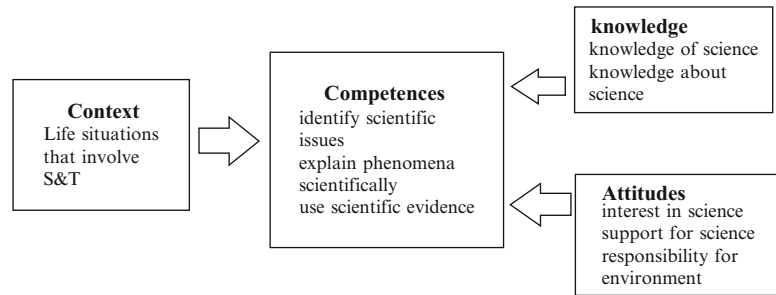 Context
Life situations
that involve
S&T
Competences
identify scientific
issues
explain phenomena
scientifically
use scientific evidence
knowledge
knowledge of science
knowledge about
science
Attitudes
interest in science
support for science
responsibility for
environment